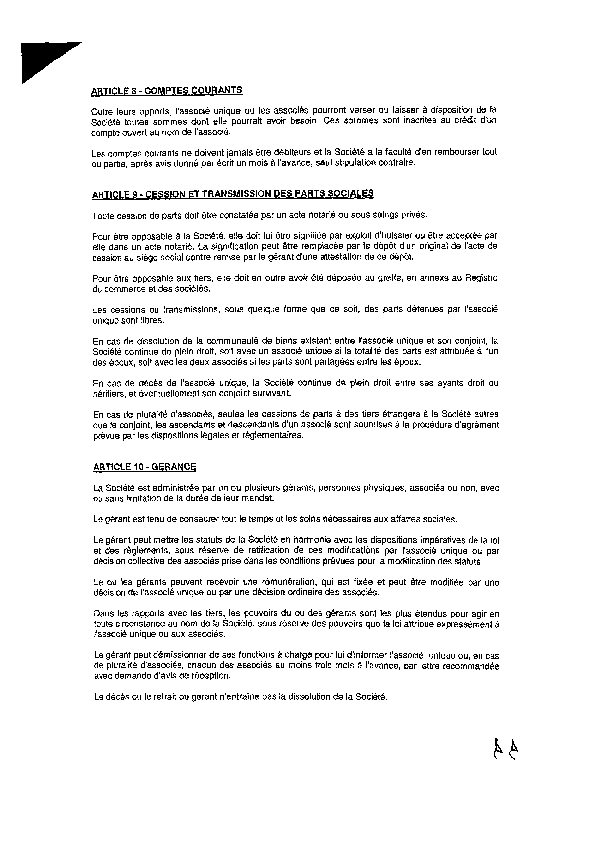 ARTICLE 8 - COMPTES COURANTS
Outre leurs apports, l'associé unique ou les associés pourront verser ou laisser à disposition de la
Société toutes sommes dont elle pourrait avoir besoin. Ces sommes sont inscrites au crédit d'un
compte ouvert au nom de l'associé.
Les comptes courants ne doivent jamais être débiteurs et la Société a la faculté d'en rembourser tout
ou partie, après avis donné par écrit un mois à l'avance, sauf stipulation contraire.
ARTICLE 9 - CESSION ET TRANSMISSION DES PARTS SOCIALES
Toute cession de parts doit être constatée par un acte notarié ou sous seings privés.
Pour être opposable à la Société, elle doit lui être signifiée par exploit d'huissier ou être acceptée par
elle dans un acte notarié. La signification peut être remplacée par le dépôt d'un original de l'acte de
cession au siège social contre remise par le gérant d'une attestation de ce dépôt.
Pour être opposable aux tiers, elle doit en outre avoir été déposée au greffe, en annexe au Registre
du commerce et des sociétés.
Les cessions ou transmissions, sous quelque forme que ce soit, des parts détenues par l'associé
unique sont libres.
En cas de dissolution de la communauté de biens existant entre l'associé unique et son conjoint, la
Société continue de plein droit, soit avec un associé unique si la totalité des parts est attribuée à l'un
des époux, soit avec les deux associés si les parts sont partagées entre les époux.
En cas de décès de l'associé unique, la Société continue de plein droit entre ses ayants droit ou
héritiers, et éventuellement son conjoint survivant.
En cas de pluralité d'associés, seules les cessions de parts à des tiers étrangers à la Société autres
que le conjoint, les ascendants et descendants d'un associé sont soumises à la procédure d'agrément
prévue par les dispositions légales et réglementaires.
ARTICLE 10 - GERANCE
La Société est administrée par un ou plusieurs gérants, personnes physiques, associés ou non, avec
ou sans limitation de la durée de leur mandat.
Le gérant est tenu de consacrer tout le temps et les soins nécessaires aux affaires sociales.
Le gérant peut mettre les statuts de la Société en harmonie avec les dispositions impératives de la loi
et des règlements, sous réserve de ratification de ces modifications par l'associé unique ou par
décision collective des associés prise dans les conditions prévues pour la modification des statuts
Le ou les gérants peuvent recevoir une rémunération, qui est fixée et peut être modifiée par une
décision de l'associé unique ou par une décision ordinaire des associés.
Dans les rapports avec les tiers, les pouvoirs du ou des gérants sont les plus étendus pour agir en
toute circonstance au nom de la Société, sous réserve des pouvoirs que la loi attribue expressément à
l'associé unique ou aux associés.
Le gérant peut démissionner de ses fonctions à charge pour lui d'informer l'associé unique ou, en cas
de pluralité d'associés, chacun des associés au moins trois mois à l'avance, par lettre recommandée
avec demande d'avis de réception.
Le décès ou le retrait du gérant n'entraîne pas la dissolution de la Société.